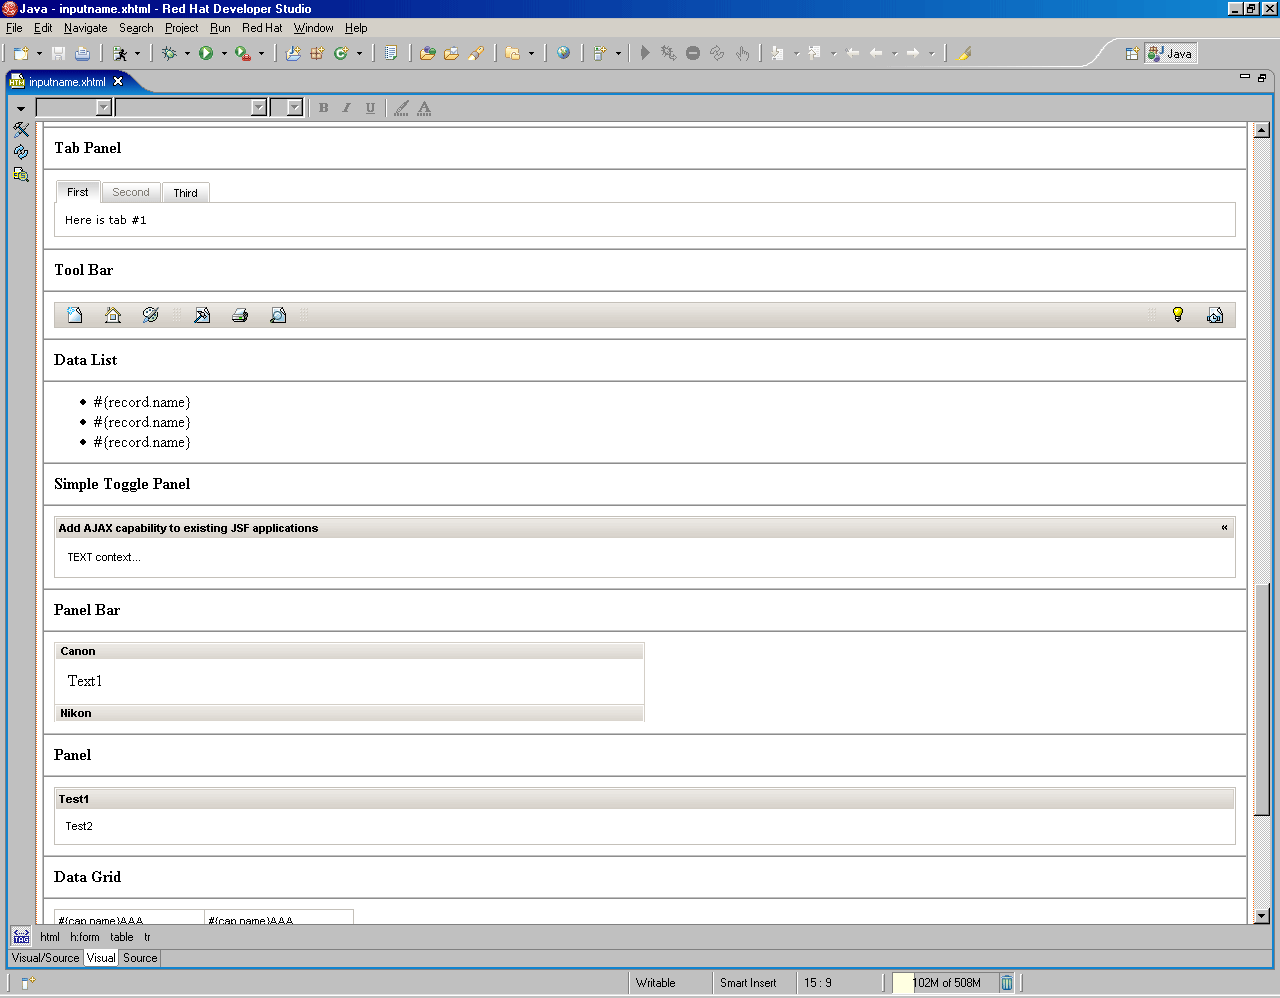 Java - inputname.xhtml - Red Hat Developer Studio
File Edit Navigate Search Project Run Red Hat Window Help
Java
inputname.xhtml
B I U A
Tab Panel
First Second Third
Here is tab #1
Tool Bar
Data List
#{record.name}
#{record.name}
#{record.name}
Simple Toggle Panel
Add AJAX capability to existing JSF applications «
TEXT context...
Panel Bar
Canon
Text1
Nikon
Panel
Test1
Test2
Data Grid
#{cap.name}AAA #{cap.name}AAA
TAG html h:form table tr
Visual/Source Visual Source
Writable Smart Insert 15 : 9 102M of 508M